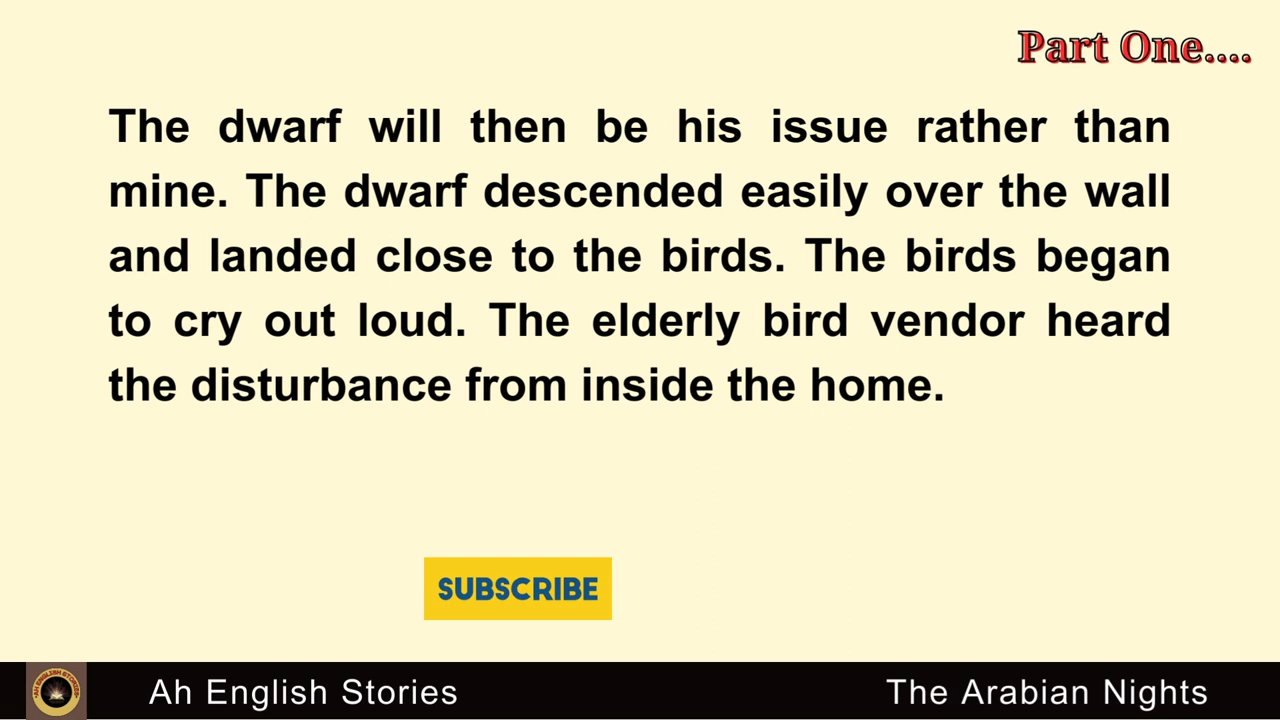 Part One....
The dwarf will then be his issue rather than
mine. The dwarf descended easily over the wall
and landed close to the birds. The birds began
to cry out loud. The elderly bird vendor heard
the disturbance from inside the home.
SUBSCRIBE
Ah English Stories
The Arabian Nights